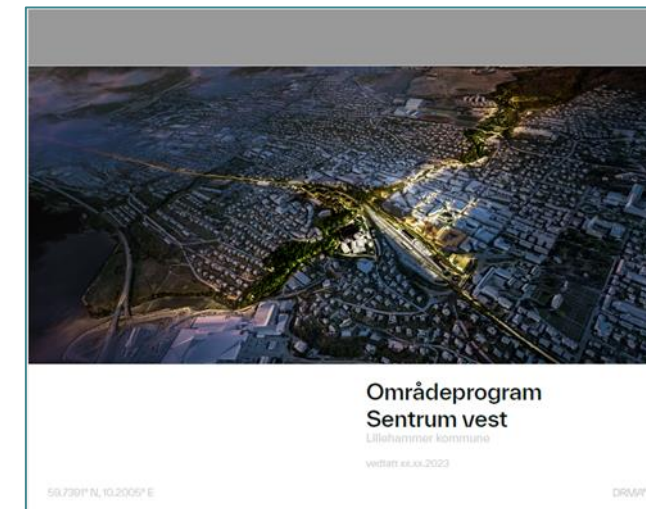 Områdeprogram
Sentrum vest
Lillehammer kommune
vedtatt xx.xx.2023
59.7391° N, 10.2005° E